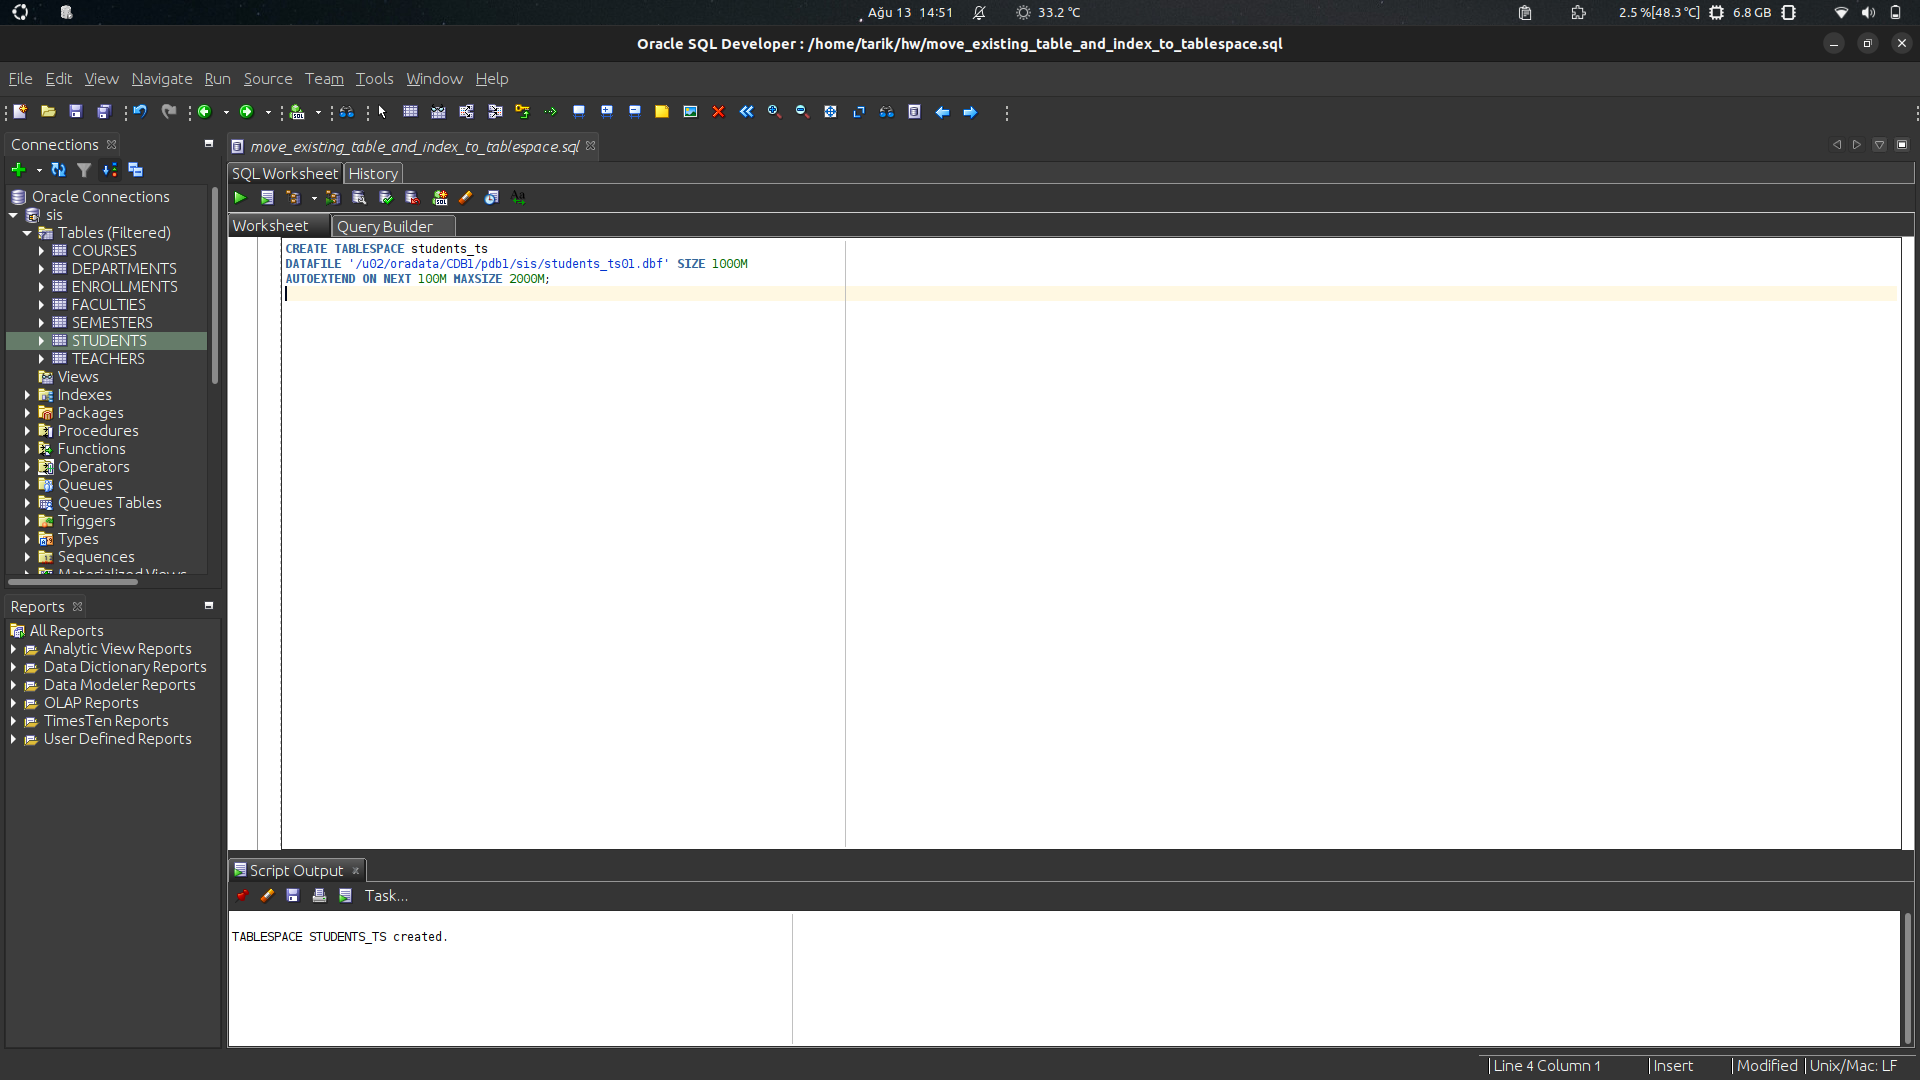 Ağu 13 14:51
33.2 °C
2.5 %[48.3 °C]
6.8 GB
Oracle SQL Developer : /home/tarik/hw/move_existing_table_and_index_to_tablespace.sql
File Edit View Navigate Run Source Team Tools Window Help
Connections
Oracle Connections
sis
Tables (Filtered)
COURSES
DEPARTMENTS
ENROLLMENTS
FACULTIES
SEMESTERS
STUDENTS
TEACHERS
Views
Indexes
Packages
Procedures
Functions
Operators
Queues
Queues Tables
Triggers
Types
Sequences
Materialized Views
Reports
All Reports
Analytic View Reports
Data Dictionary Reports
Data Modeler Reports
OLAP Reports
TimesTen Reports
User Defined Reports
move_existing_table_and_index_to_tablespace.sql
SQL Worksheet History
Worksheet Query Builder
CREATE TABLESPACE students_ts
DATAFILE '/u02/oradata/CDB1/pdb1/sis/students_ts01.dbf' SIZE 1000M
AUTOEXTEND ON NEXT 100M MAXSIZE 2000M;
Script Output
Task...
TABLESPACE STUDENTS_TS created.
Line 4 Column 1
Insert
Modified
Unix/Mac: LF